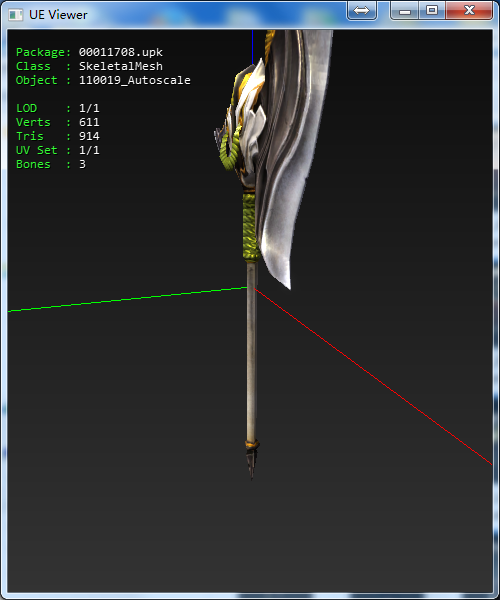 UE Viewer
Package: 00011708.upk
Class : SkeletalMesh
Object : 110019_Autoscale
LOD : 1/1
Verts : 611
Tris : 914
UV Set : 1/1
Bones : 3